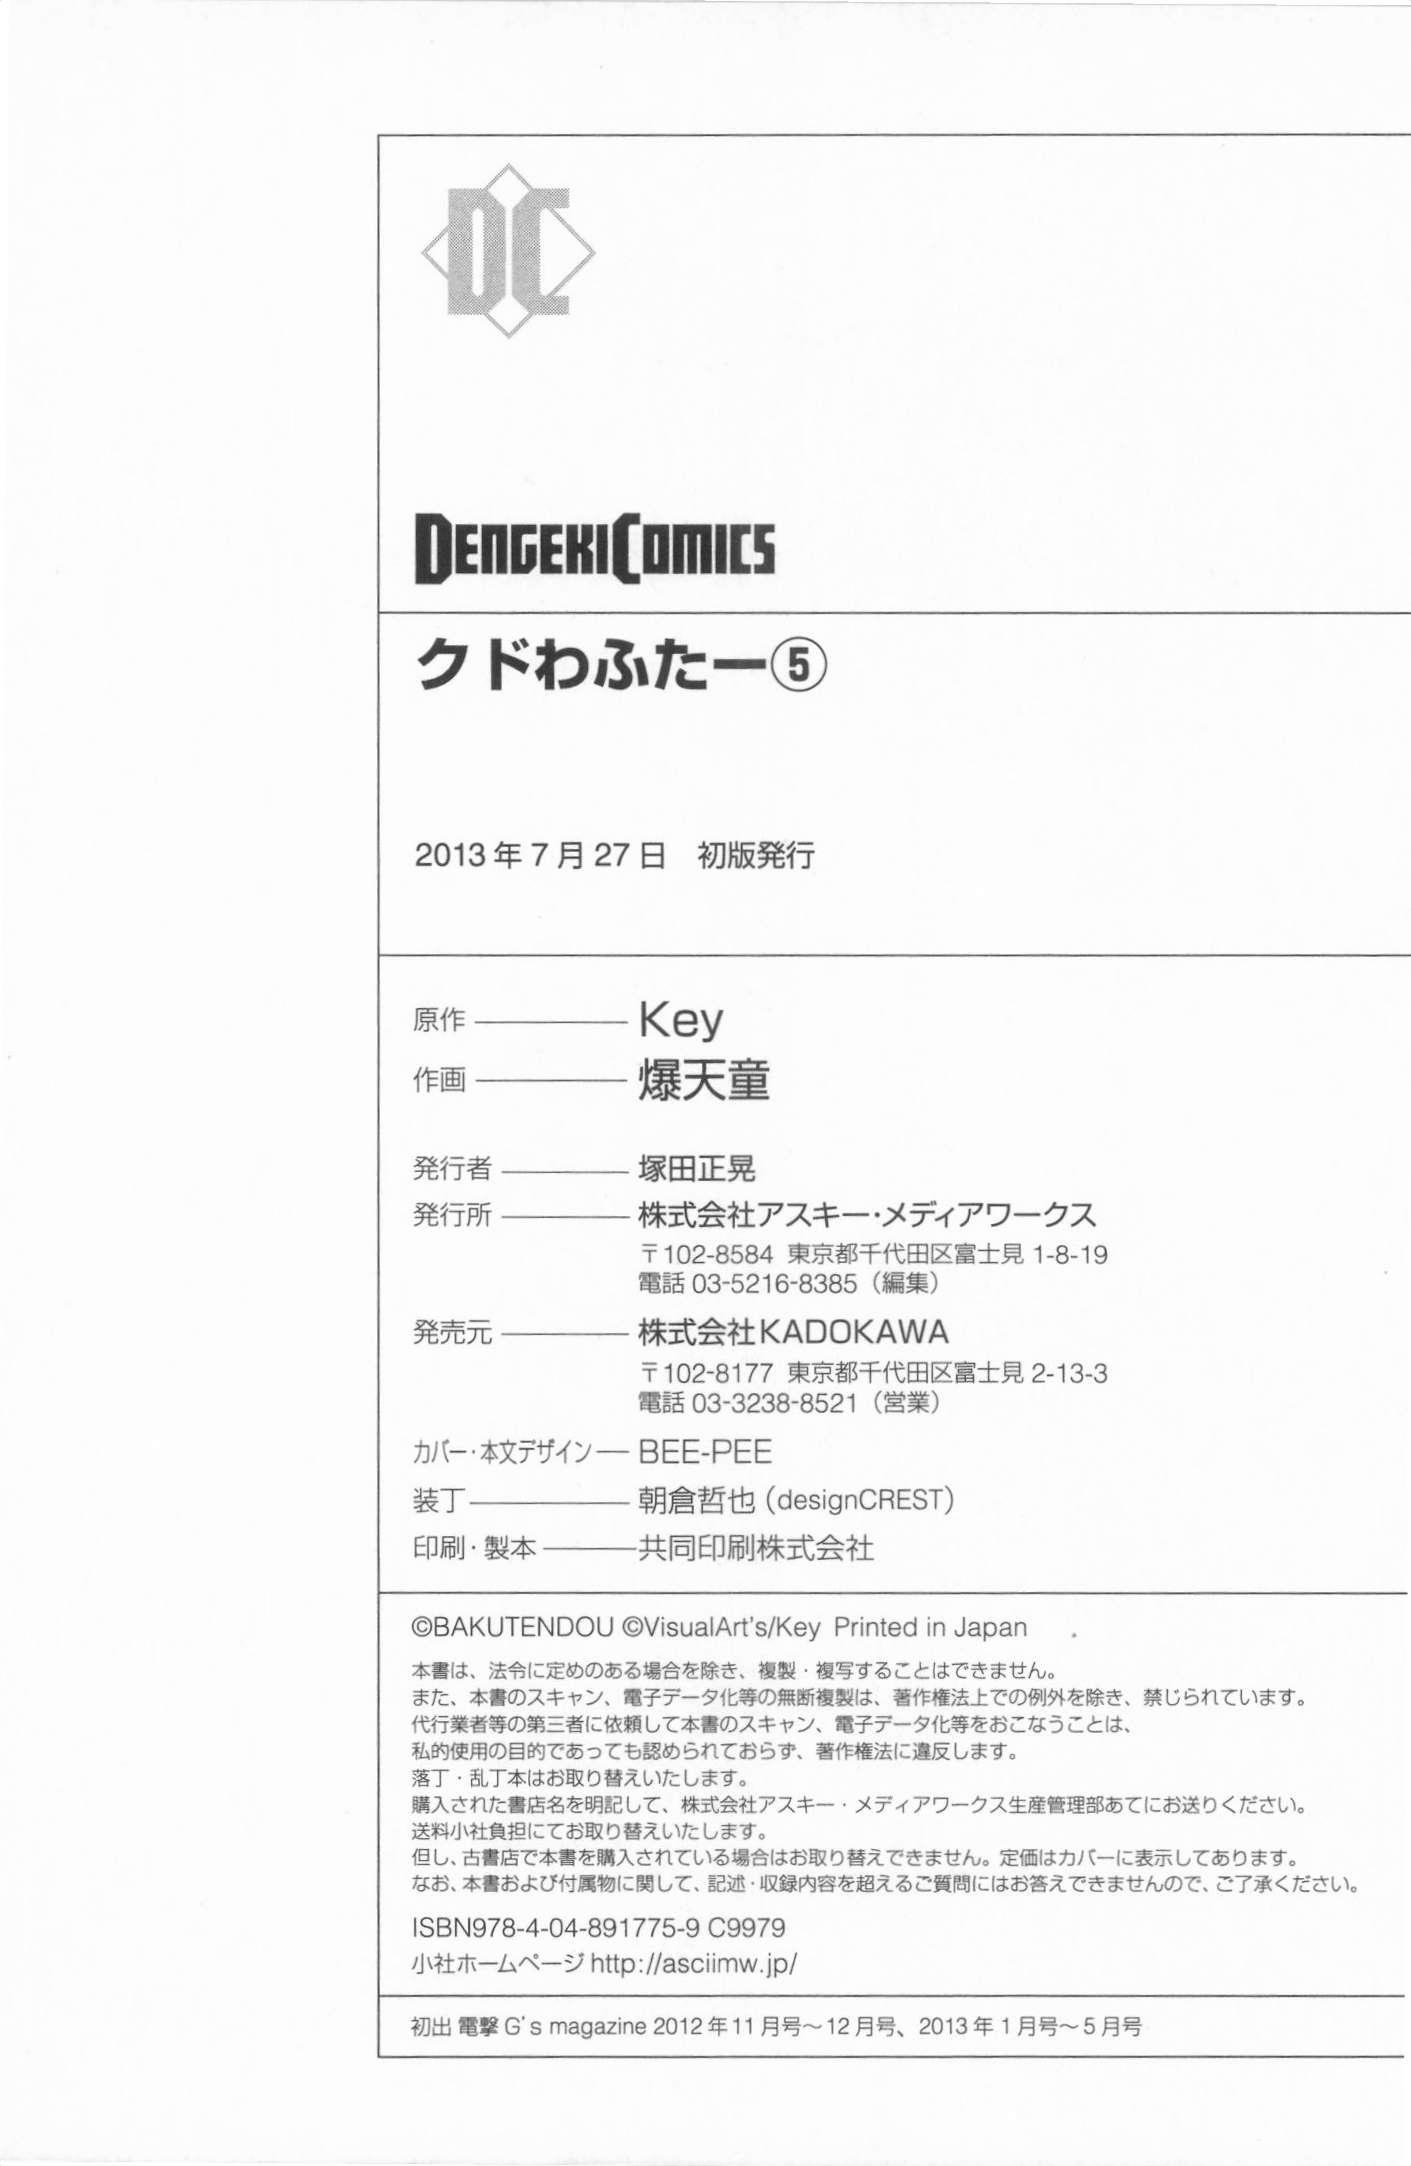 DC
DENGEKI COMICS
クドわふたー⑤
2013年7月27日　初版発行
原作 ――― Key
作画 ――― 爆天童
発行者 ――― 塚田正晃
発行所 ――― 株式会社アスキー・メディアワークス
〒102-8584 東京都千代田区富士見 1-8-19
電話 03-5216-8385（編集）
発売元 ――― 株式会社KADOKAWA
〒102-8177 東京都千代田区富士見 2-13-3
電話 03-3238-8521（営業）
カバー・本文デザイン ― BEE-PEE
装丁 ――― 朝倉哲也（designCREST）
印刷・製本 ――― 共同印刷株式会社
©BAKUTENDOU ©VisualArt's/Key Printed in Japan
本書は、法令に定めのある場合を除き、複製・複写することはできません。
また、本書のスキャン、電子データ化等の無断複製は、著作権法上での例外を除き、禁じられています。
代行業者等の第三者に依頼して本書のスキャン、電子データ化等をおこなうことは、
私的使用の目的であっても認められておらず、著作権法に違反します。
落丁・乱丁本はお取り替えいたします。
購入された書店名を明記して、株式会社アスキー・メディアワークス生産管理部あてにお送りください。
送料小社負担にてお取り替えいたします。
但し、古書店で本書を購入されている場合はお取り替えできません。定価はカバーに表示してあります。
なお、本書および付属物に関して、記述・収録内容を超えるご質問にはお答えできませんので、ご了承ください。
ISBN978-4-04-891775-9 C9979
小社ホームページ http://asciimw.jp/
初出 電撃G's magazine 2012年11月号〜12月号、2013年1月号〜5月号